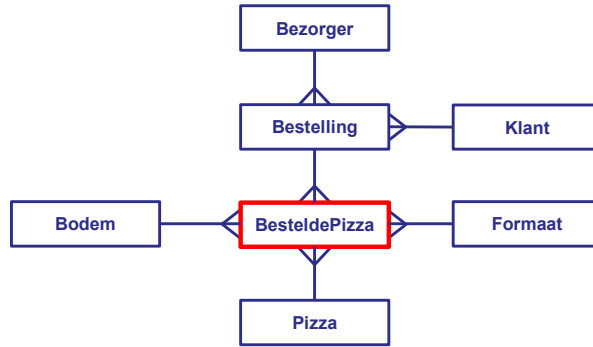 Bezorger
Bestelling
Klant
Bodem
BesteldePizza
Formaat
Pizza